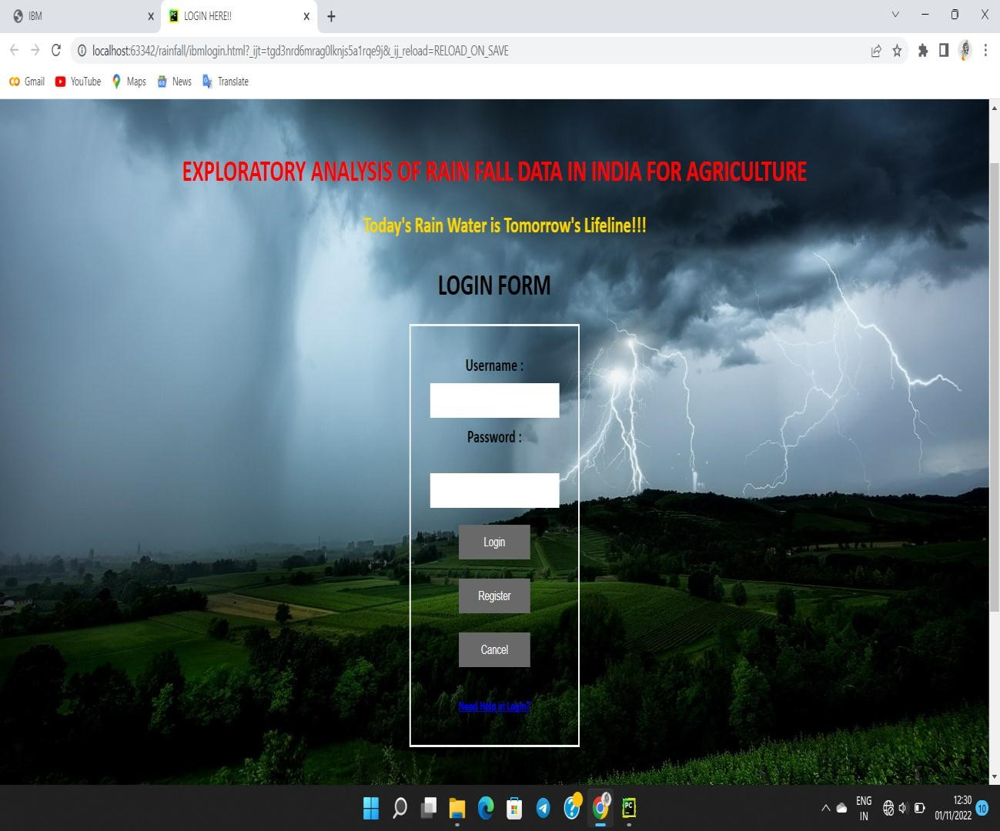 IBM
LOGIN HERE!!
localhost:63342/rainfall/ibmlogin.html?_ijt=tgd3nrd6mrag0lknjs5a1rqe9j&_ij_reload=RELOAD_ON_SAVE
Gmail YouTube Maps News Translate
EXPLORATORY ANALYSIS OF RAIN FALL DATA IN INDIA FOR AGRICULTURE
Today's Rain Water is Tomorrow's Lifeline!!!
LOGIN FORM
Username :
Password :
Login
Register
Cancel
Need Help in Login?
PC
ENG
IN
12:30
01/11/2022
10